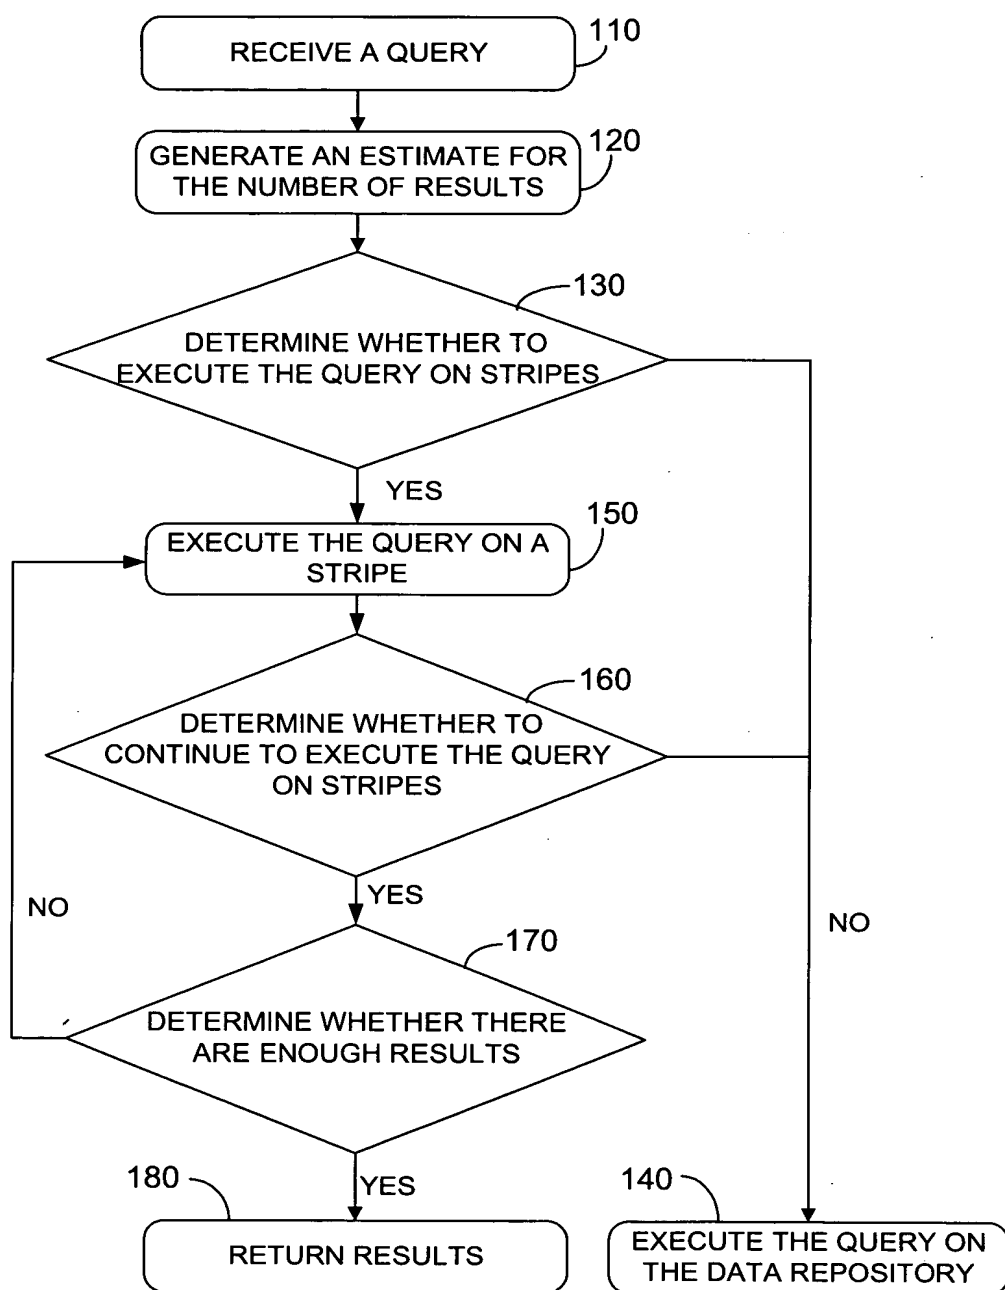 RECEIVE A QUERY
110
GENERATE AN ESTIMATE FOR
THE NUMBER OF RESULTS
120
130
DETERMINE WHETHER TO
EXECUTE THE QUERY ON STRIPES
YES
150
EXECUTE THE QUERY ON A
STRIPE
160
DETERMINE WHETHER TO
CONTINUE TO EXECUTE THE QUERY
ON STRIPES
YES
NO
NO
170
DETERMINE WHETHER THERE
ARE ENOUGH RESULTS
YES
180
RETURN RESULTS
140
EXECUTE THE QUERY ON
THE DATA REPOSITORY